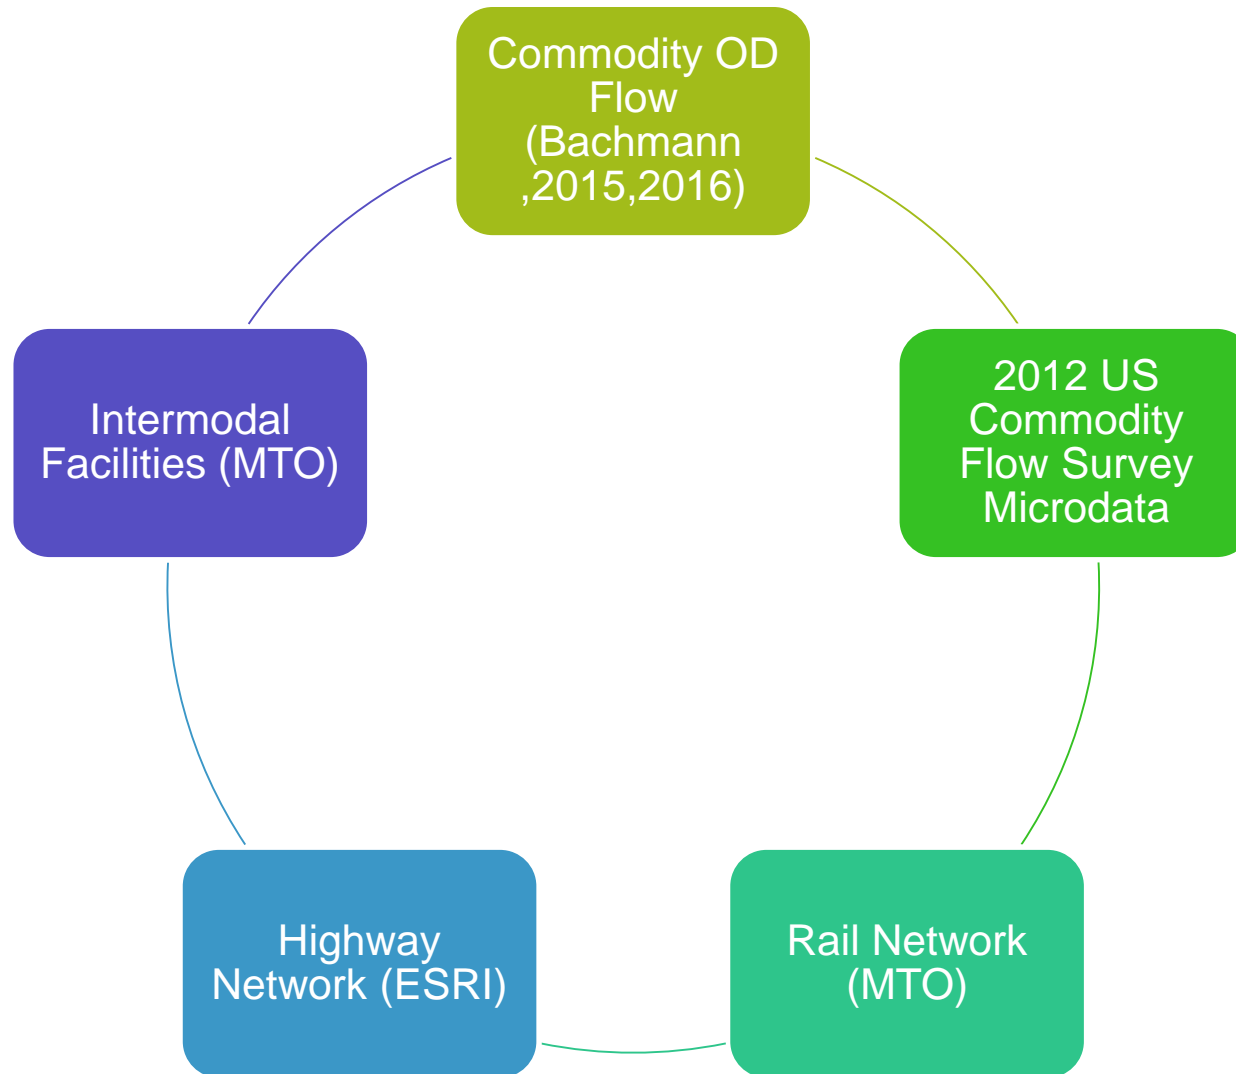 Commodity OD
Flow
(Bachmann
,2015,2016)
2012 US
Commodity
Flow Survey
Microdata
Rail Network
(MTO)
Highway
Network (ESRI)
Intermodal
Facilities (MTO)